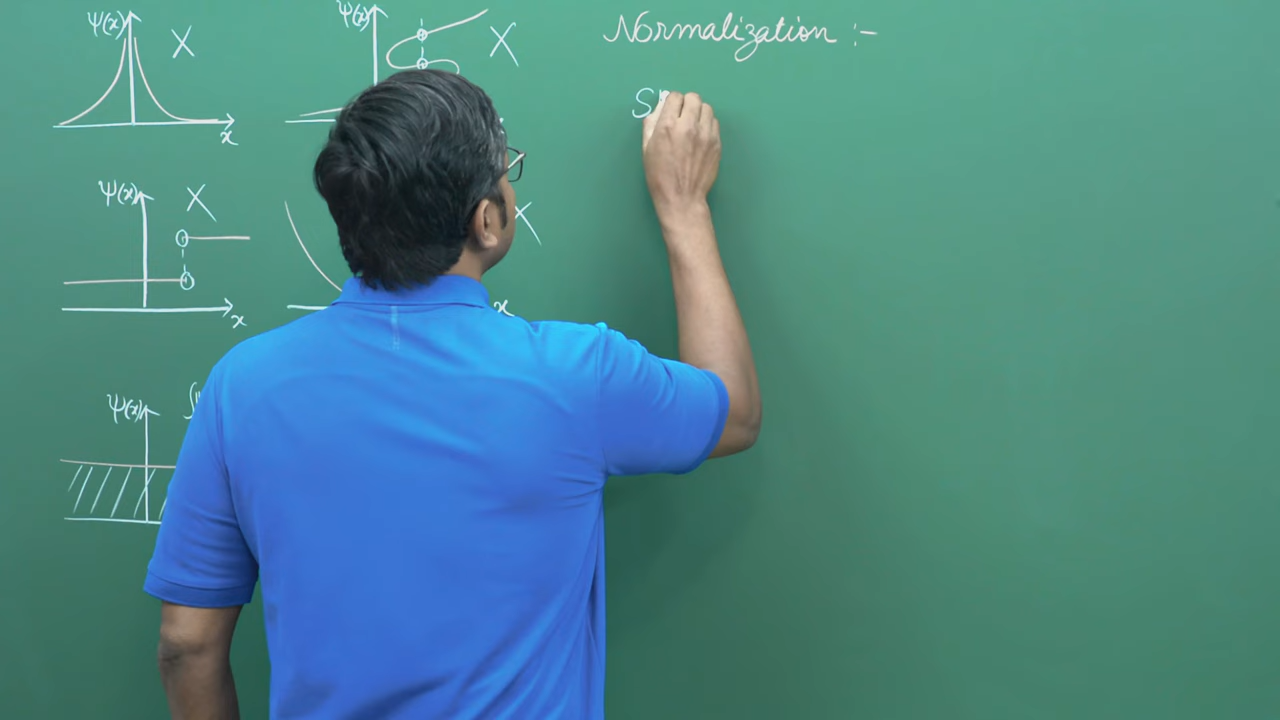 ψ(x) X
x
ψ(x) X
Normalization :-
ψ(x) X
x
X
x
ψ(x)